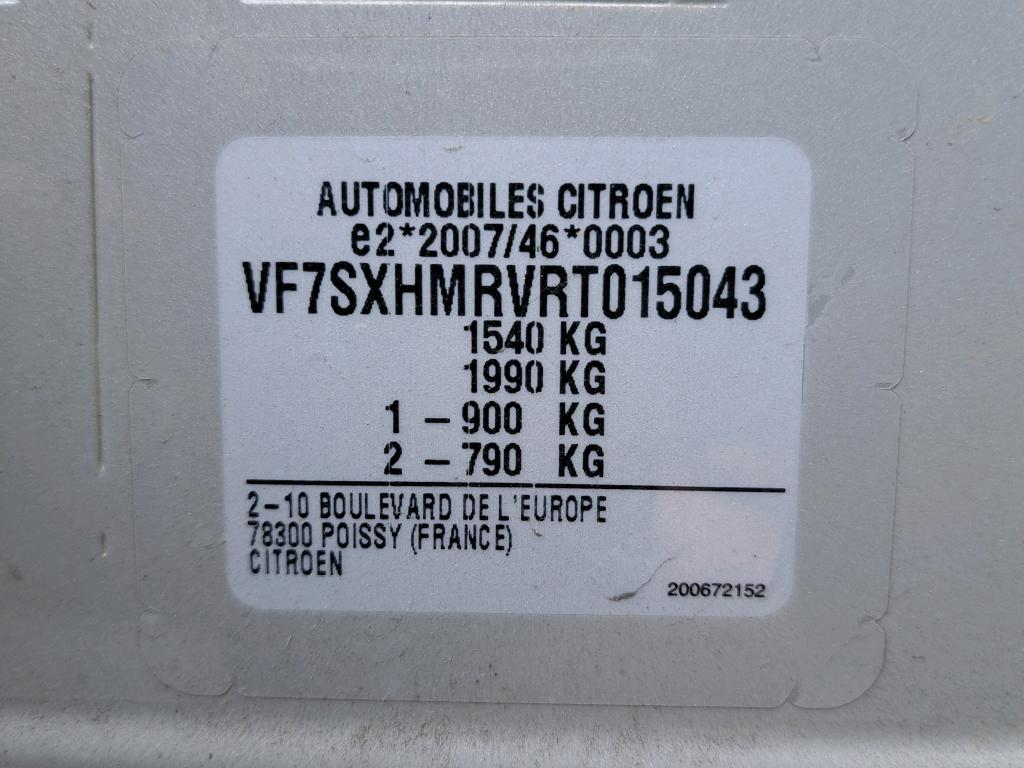 AUTOMOBILES CITROEN
e2*2007/46*0003
VF7SXHMRVRT015043
1540 KG
1990 KG
1 - 900 KG
2 - 790 KG
2-10 BOULEVARD DE L'EUROPE
78300 POISSY (FRANCE)
CITROEN
200672152